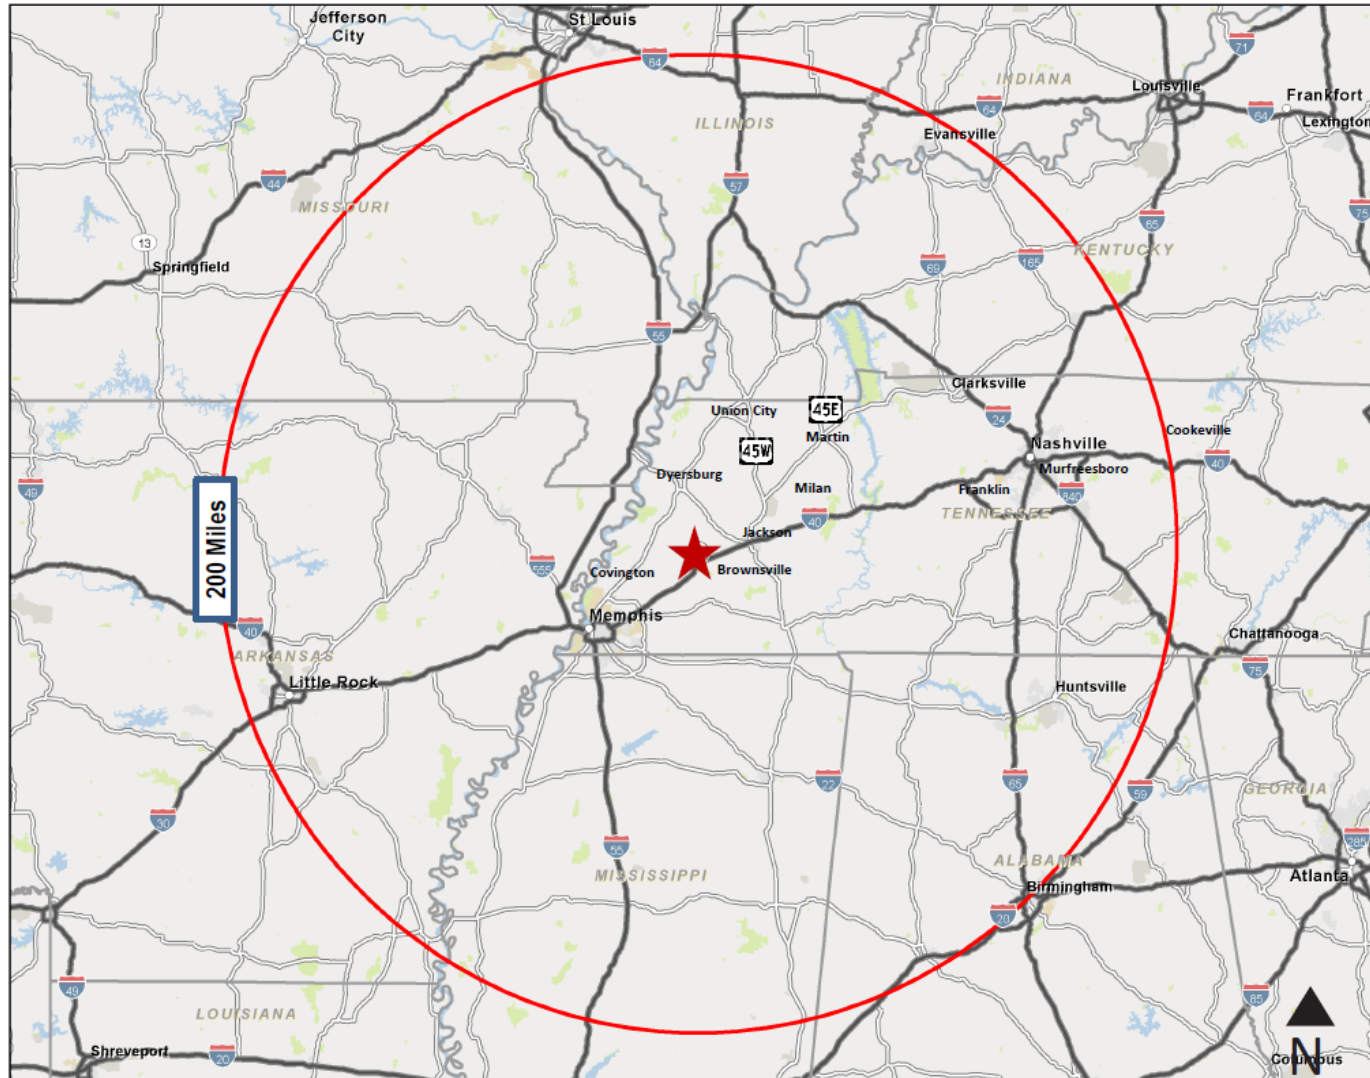 Jefferson
City
St Louis
64
71
INDIANA
Louisville
64
Frankfort
64
Lexington
ILLINOIS
Evansville
44
57
MISSOURI
75
65
13
Springfield
KENTUCKY
69
165
55
Clarksville
Union City
45E
24
Martin
Cookeville
Nashville
45W
Murfreesboro
40
Dyersburg
49
Milan
Franklin
840
TENNESSEE
40
Jackson
200 Miles
555
Covington
Brownsville
Memphis
40
Chattanooga
ARKANSAS
75
Little Rock
Huntsville
22
65
59
GEORGIA
30
285
55
ALABAMA
MISSISSIPPI
Atlanta
Birmingham
20
49
85
LOUISIANA
Shreveport
20
N
Columbus